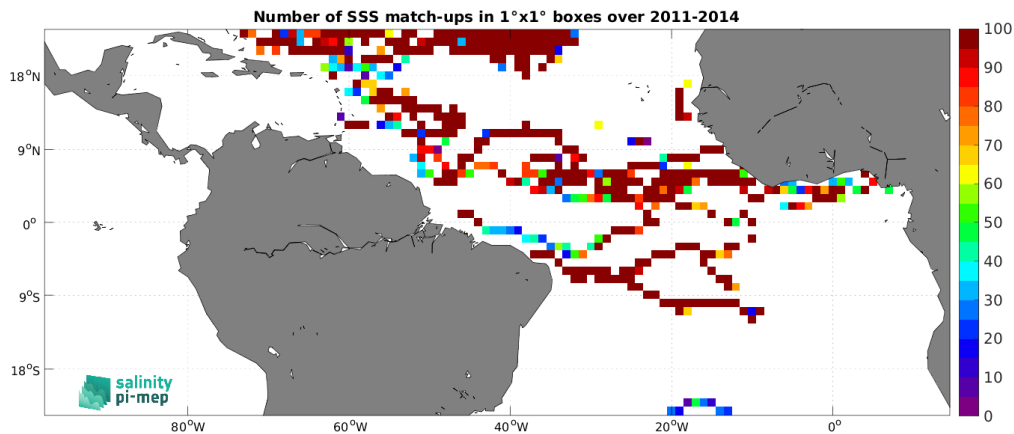 Number of SSS match-ups in 1°x1° boxes over 2011-2014
100
90
80
70
60
50
40
30
20
10
0
18°N
9°N
0°
9°S
18°S
80°W
60°W
40°W
20°W
0°
salinity
pi-mep